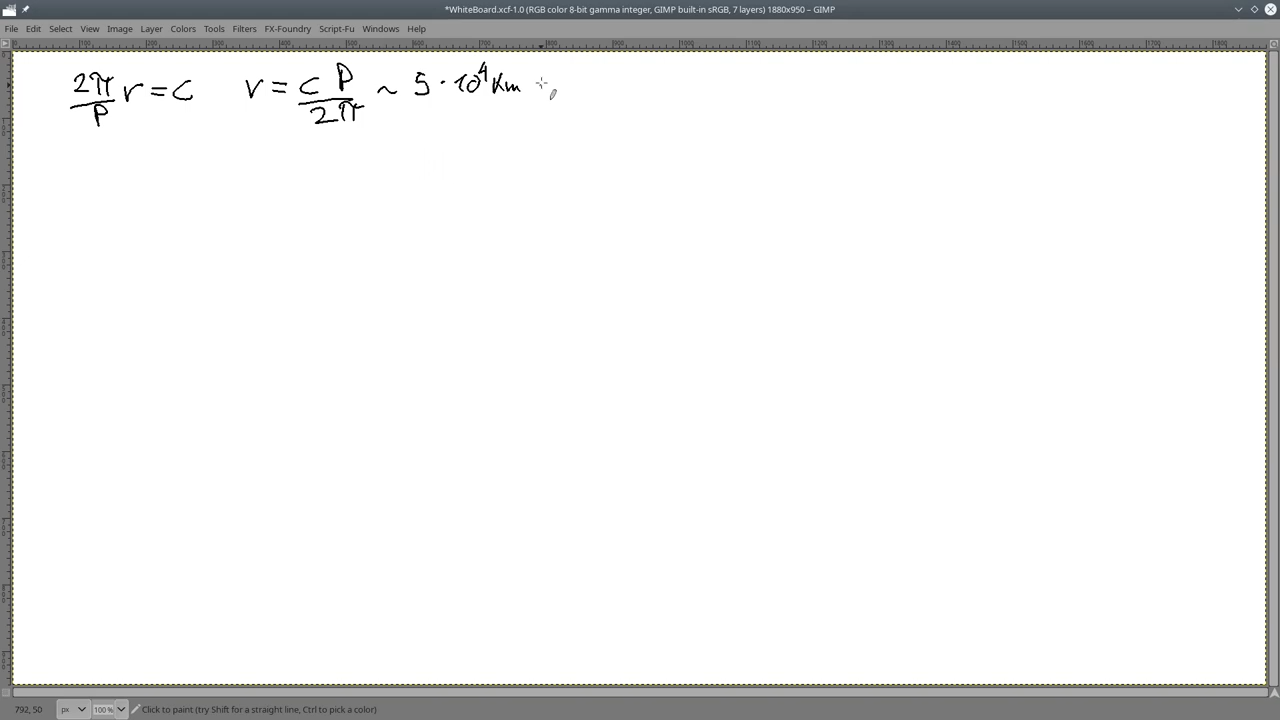 *WhiteBoard.xcf-1.0 (RGB color 8-bit gamma integer, GIMP built-in sRGB, 7 layers) 1880x950 – GIMP
File Edit Select View Image Layer Colors Tools Filters FX-Foundry Script-Fu Windows Help
2π/P r = c   r = c P/2π ~ 5 · 10⁴ Km
792, 50 px 100 % Click to paint (try Shift for a straight line, Ctrl to pick a color)